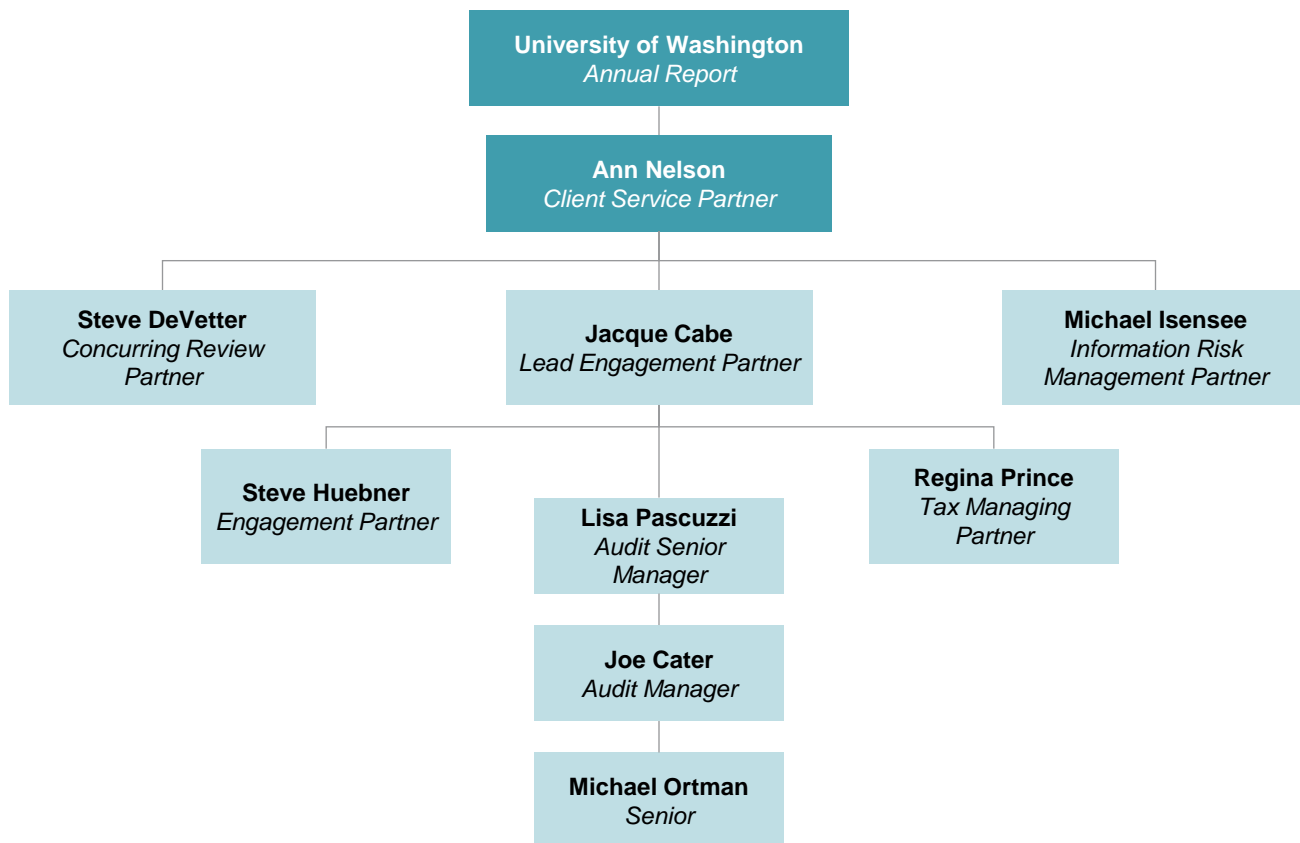 University of Washington
Annual Report
Ann Nelson
Client Service Partner
Steve DeVetter
Concurring Review
Partner
Jacque Cabe
Lead Engagement Partner
Michael Isensee
Information Risk
Management Partner
Steve Huebner
Engagement Partner
Lisa Pascuzzi
Audit Senior
Manager
Regina Prince
Tax Managing
Partner
Joe Cater
Audit Manager
Michael Ortman
Senior